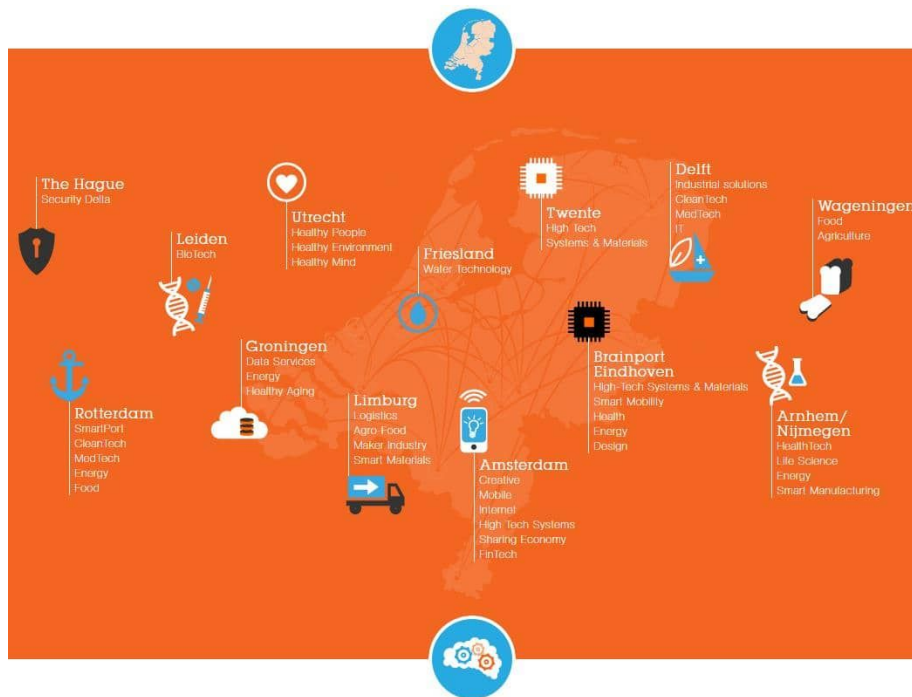 The Hague
Security Delta
Leiden
BioTech
Utrecht
Healthy People
Healthy Environment
Healthy Mind
Friesland
Water Technology
Twente
High Tech
Systems & Materials
Delft
Industrial solutions
CleanTech
MedTech
IT
Wageningen
Food
Agriculture
Rotterdam
SmartPort
CleanTech
MedTech
Energy
Food
Groningen
Data Services
Energy
Healthy Aging
Limburg
Logistics
Agro-Food
Maker Industry
Smart Materials
Amsterdam
Creative
Mobile
Internet
High Tech Systems
Sharing Economy
FinTech
Brainport
Eindhoven
High-Tech Systems & Materials
Smart Mobility
Health
Energy
Design
Arnhem/
Nijmegen
HealthTech
Life Science
Energy
Smart Manufacturing